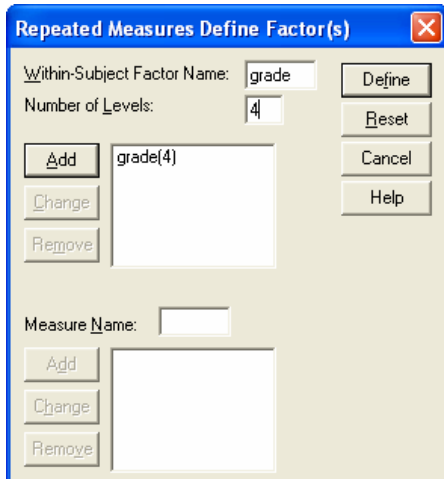 Repeated Measures Define Factor(s)
Within-Subject Factor Name: grade
Define
Number of Levels: 4
Reset
Add
grade(4)
Cancel
Change
Help
Remove
Measure Name:
Add
Change
Remove